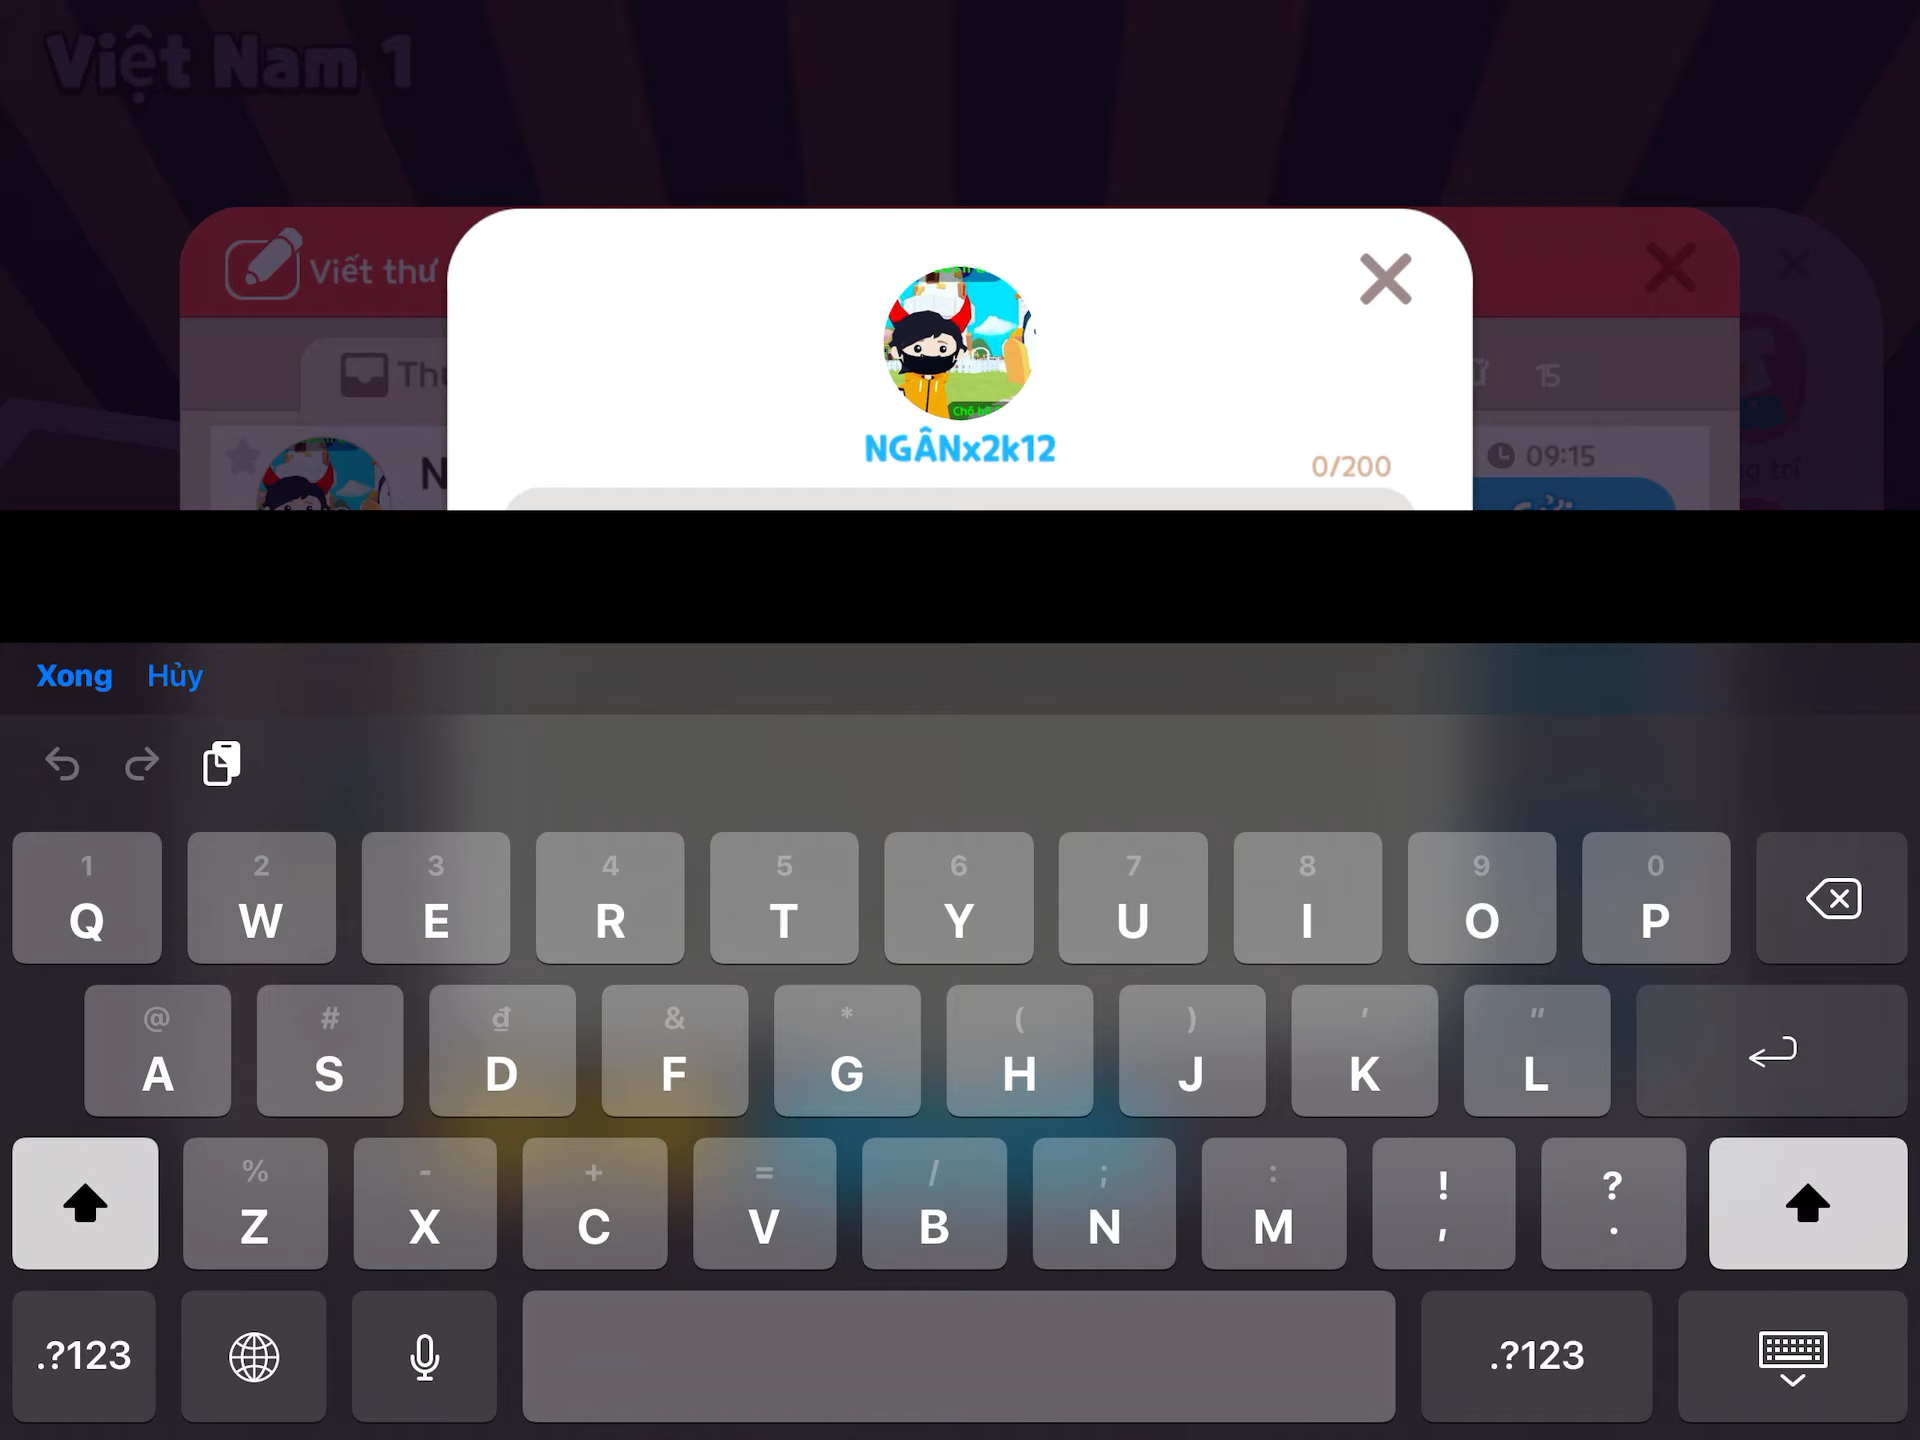 Việt Nam 1
Viết thư
15
09:15
NGÂNx2k12
0/200
Xong Hủy
1 2 3 4 5 6 7 8 9 0
Q W E R T Y U I O P
@ # ₫ & * ( ) ' "
A S D F G H J K L
% - + = / ; : ! ?
Z X C V B N M , .
.?123 .?123